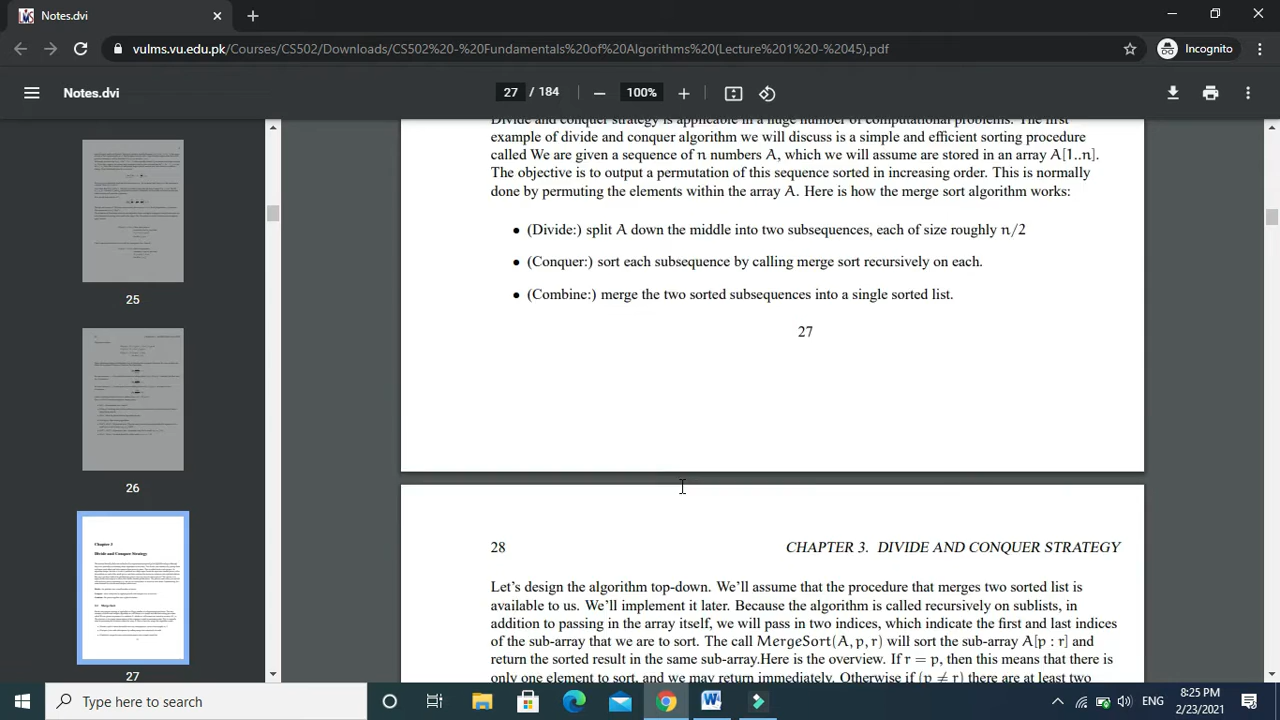 Notes.dvi
vulms.vu.edu.pk/Courses/CS502/Downloads/CS502%20-%20Fundamentals%20of%20Algorithms%20(Lecture%201%20-%2045).pdf
Incognito
Notes.dvi
27 / 184
100%
Divide and conquer strategy is applicable in a huge number of computational problems. The first
example of divide and conquer algorithm we will discuss is a simple and efficient sorting procedure
called We are given a sequence of n numbers A, which we will assume are stored in an array A[1..n].
The objective is to output a permutation of this sequence sorted in increasing order. This is normally
done by permuting the elements within the array A. Here is how the merge sort algorithm works:
• (Divide:) split A down the middle into two subsequences, each of size roughly n/2
• (Conquer:) sort each subsequence by calling merge sort recursively on each.
• (Combine:) merge the two sorted subsequences into a single sorted list.
27
28
CHAPTER 3. DIVIDE AND CONQUER STRATEGY
Let's design the algorithm top-down. We'll assume that the procedure that merges two sorted list is
available to us. We'll implement it later. Because the algorithm is called recursively on sublists, in
addition to passing in the array itself, we will pass in two indices, which indicate the first and last indices
of the sub-array that we are to sort. The call MergeSort(A, p, r) will sort the sub-array A[p : r] and
return the sorted result in the same sub-array.Here is the overview. If r = p, then this means that there is
only one element to sort, and we may return immediately. Otherwise if (p ≠ r) there are at least two
25
26
Chapter 3
Divide and Conquer Strategy
27
Type here to search
ENG
8:25 PM
2/23/2021